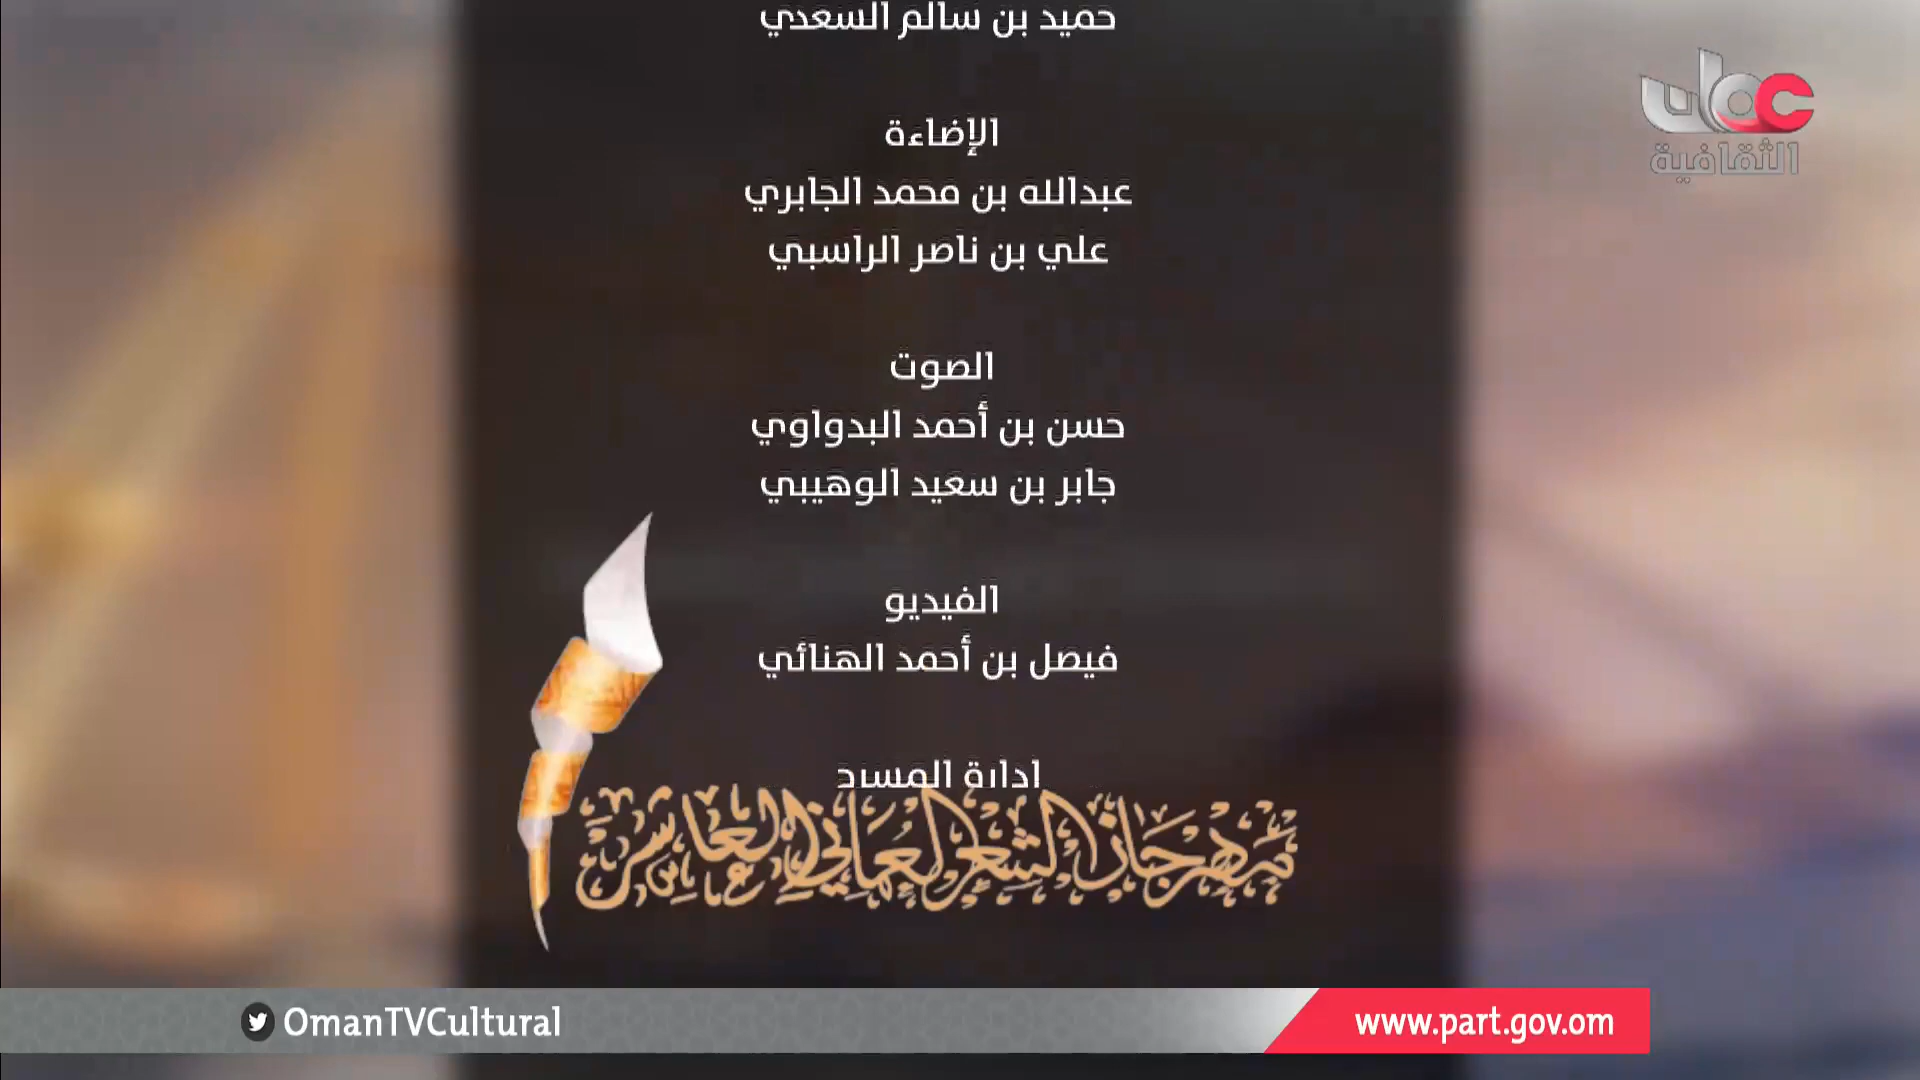 حميد بن سالم السعدي
عمان
الثقافية
الإضاءة
عبدالله بن محمد الجابري
علي بن ناصر الراسبي
الصوت
حسن بن أحمد البدواوي
جابر بن سعيد الوهيبي
الفيديو
فيصل بن أحمد الهنائي
إدارة المسرح
مهرجان الشعر العماني العاشر
OmanTVCultural
www.part.gov.om